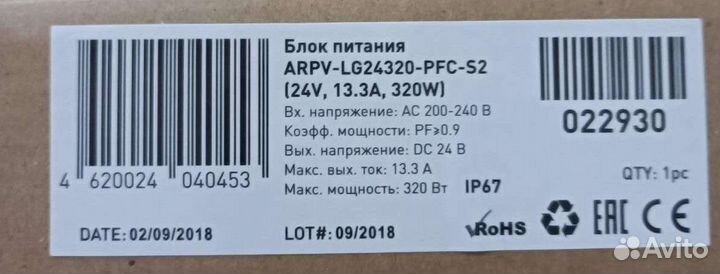 Блок питания
ARPV-LG24320-PFC-S2
(24V, 13.3A, 320W)
Вх. напряжение: AC 200-240 В
Коэфф. мощности: PF≥0.9
Вых. напряжение: DC 24 В
Макс. вых. ток: 13.3 А
Макс. мощность: 320 Вт IP67
022930
QTY: 1pc
4 620024 040453
DATE: 02/09/2018
LOT#: 09/2018
RoHS EAC CE
Avito